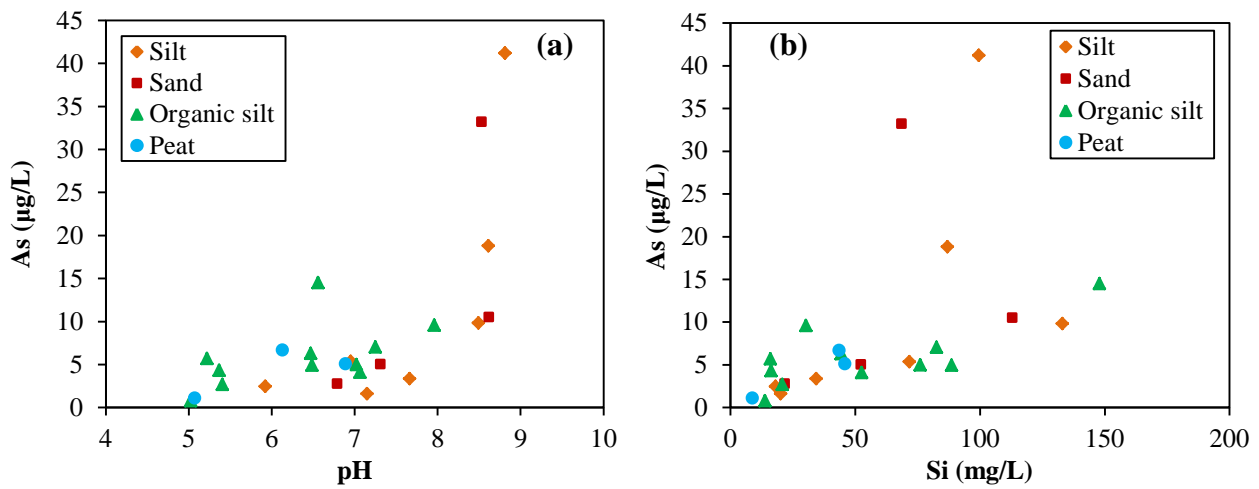 45
40
35
30
25
20
15
10
5
0
As (µg/L)
Silt
Sand
Organic silt
Peat
(a)
4 5 6 7 8 9 10
pH
45
40
35
30
25
20
15
10
5
0
As (µg/L)
(b)
Silt
Sand
Organic silt
Peat
0 50 100 150 200
Si (mg/L)